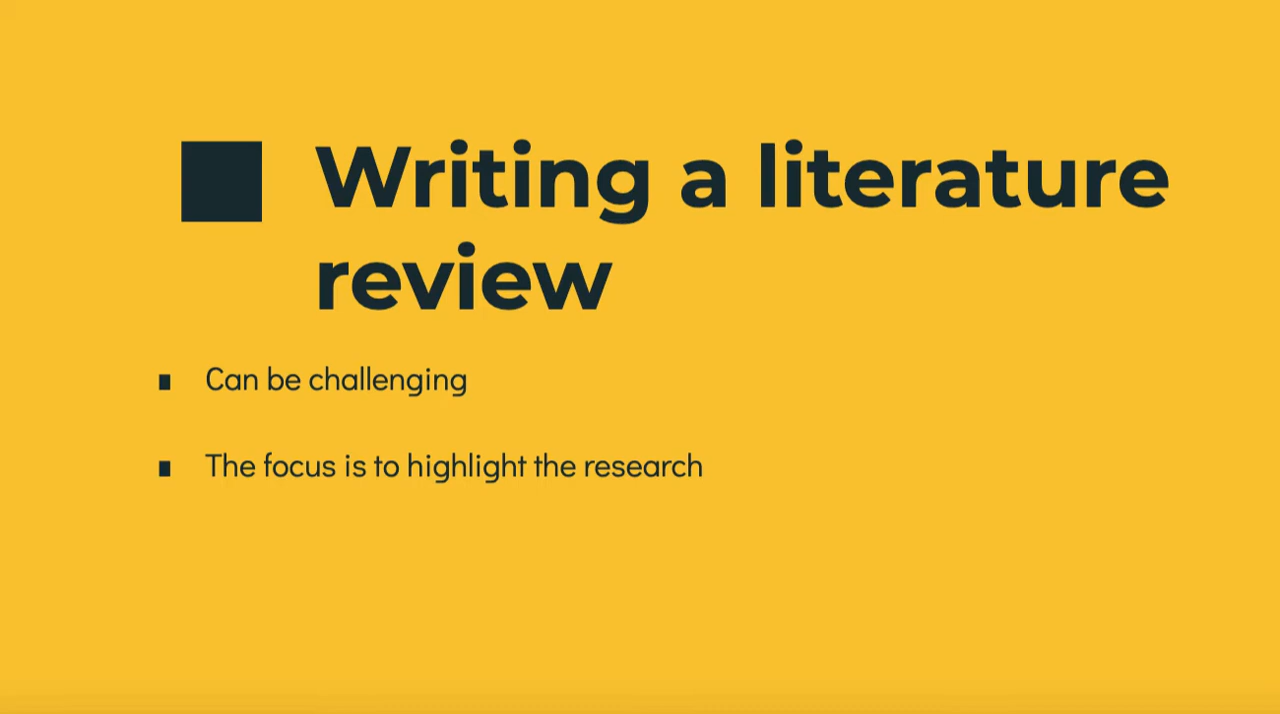 Writing a literature
review
Can be challenging
The focus is to highlight the research